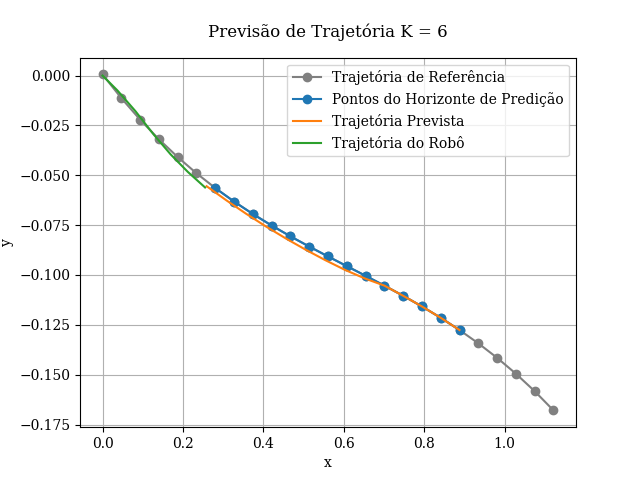 Previsão de Trajetória K = 6
Trajetória de Referência
Pontos do Horizonte de Predição
Trajetória Prevista
Trajetória do Robô
0.000
−0.025
−0.050
−0.075
−0.100
−0.125
−0.150
−0.175
y
0.0 0.2 0.4 0.6 0.8 1.0
x